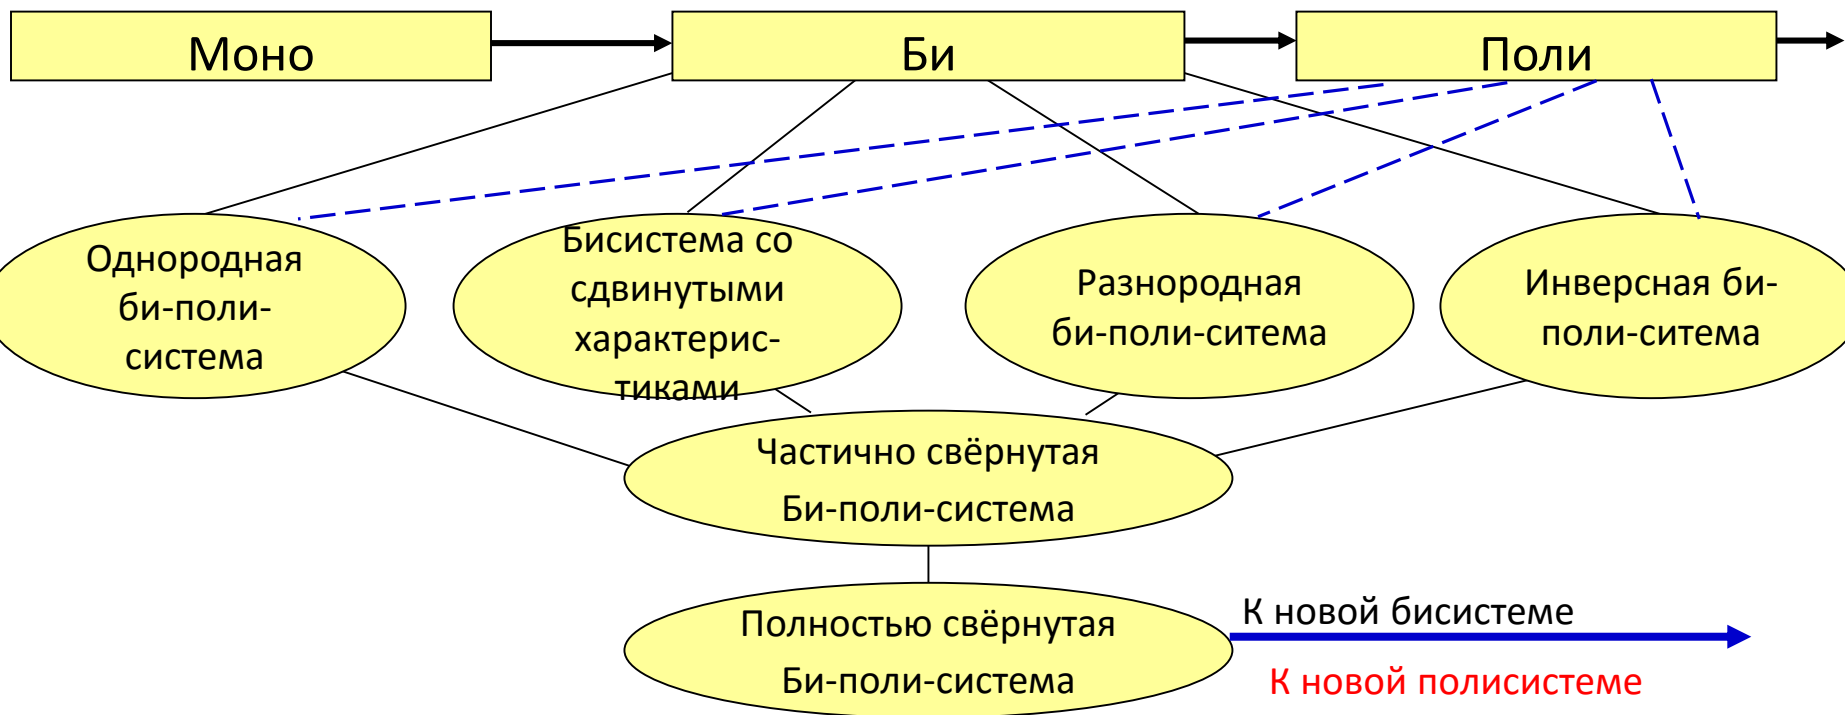 Моно
Би
Поли
Однородная
би-поли-
система
Бисистема со
сдвинутыми
характерис-
тиками
Разнородная
би-поли-ситема
Инверсная би-
поли-ситема
Частично свёрнутая
Би-поли-система
Полностью свёрнутая
Би-поли-система
К новой бисистеме
К новой полисистеме